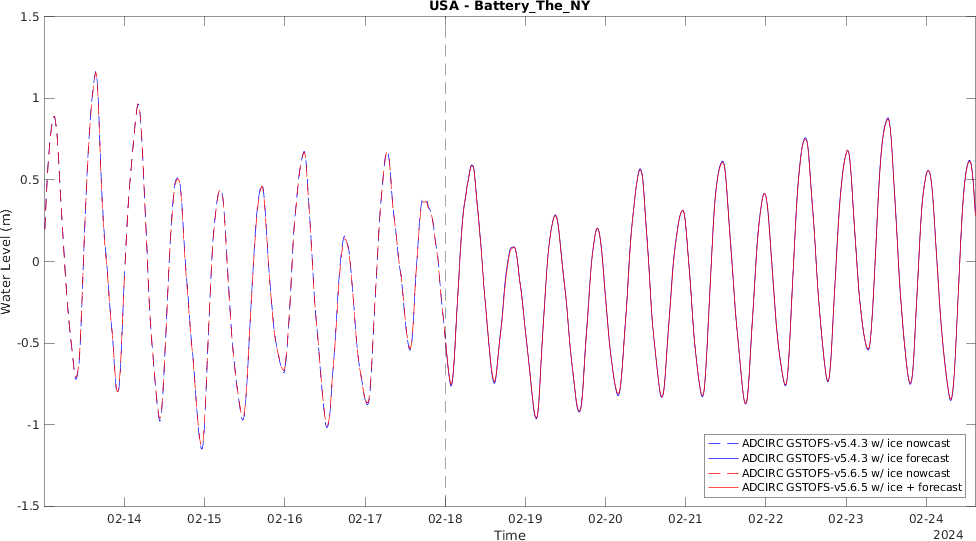 USA - Battery_The_NY
1.5
1
0.5
0
-0.5
-1
-1.5
Water Level (m)
02-14 02-15 02-16 02-17 02-18 02-19 02-20 02-21 02-22 02-23 02-24
Time
2024
ADCIRC GSTOFS-v5.4.3 w/ ice nowcast
ADCIRC GSTOFS-v5.4.3 w/ ice forecast
ADCIRC GSTOFS-v5.6.5 w/ ice nowcast
ADCIRC GSTOFS-v5.6.5 w/ ice + forecast